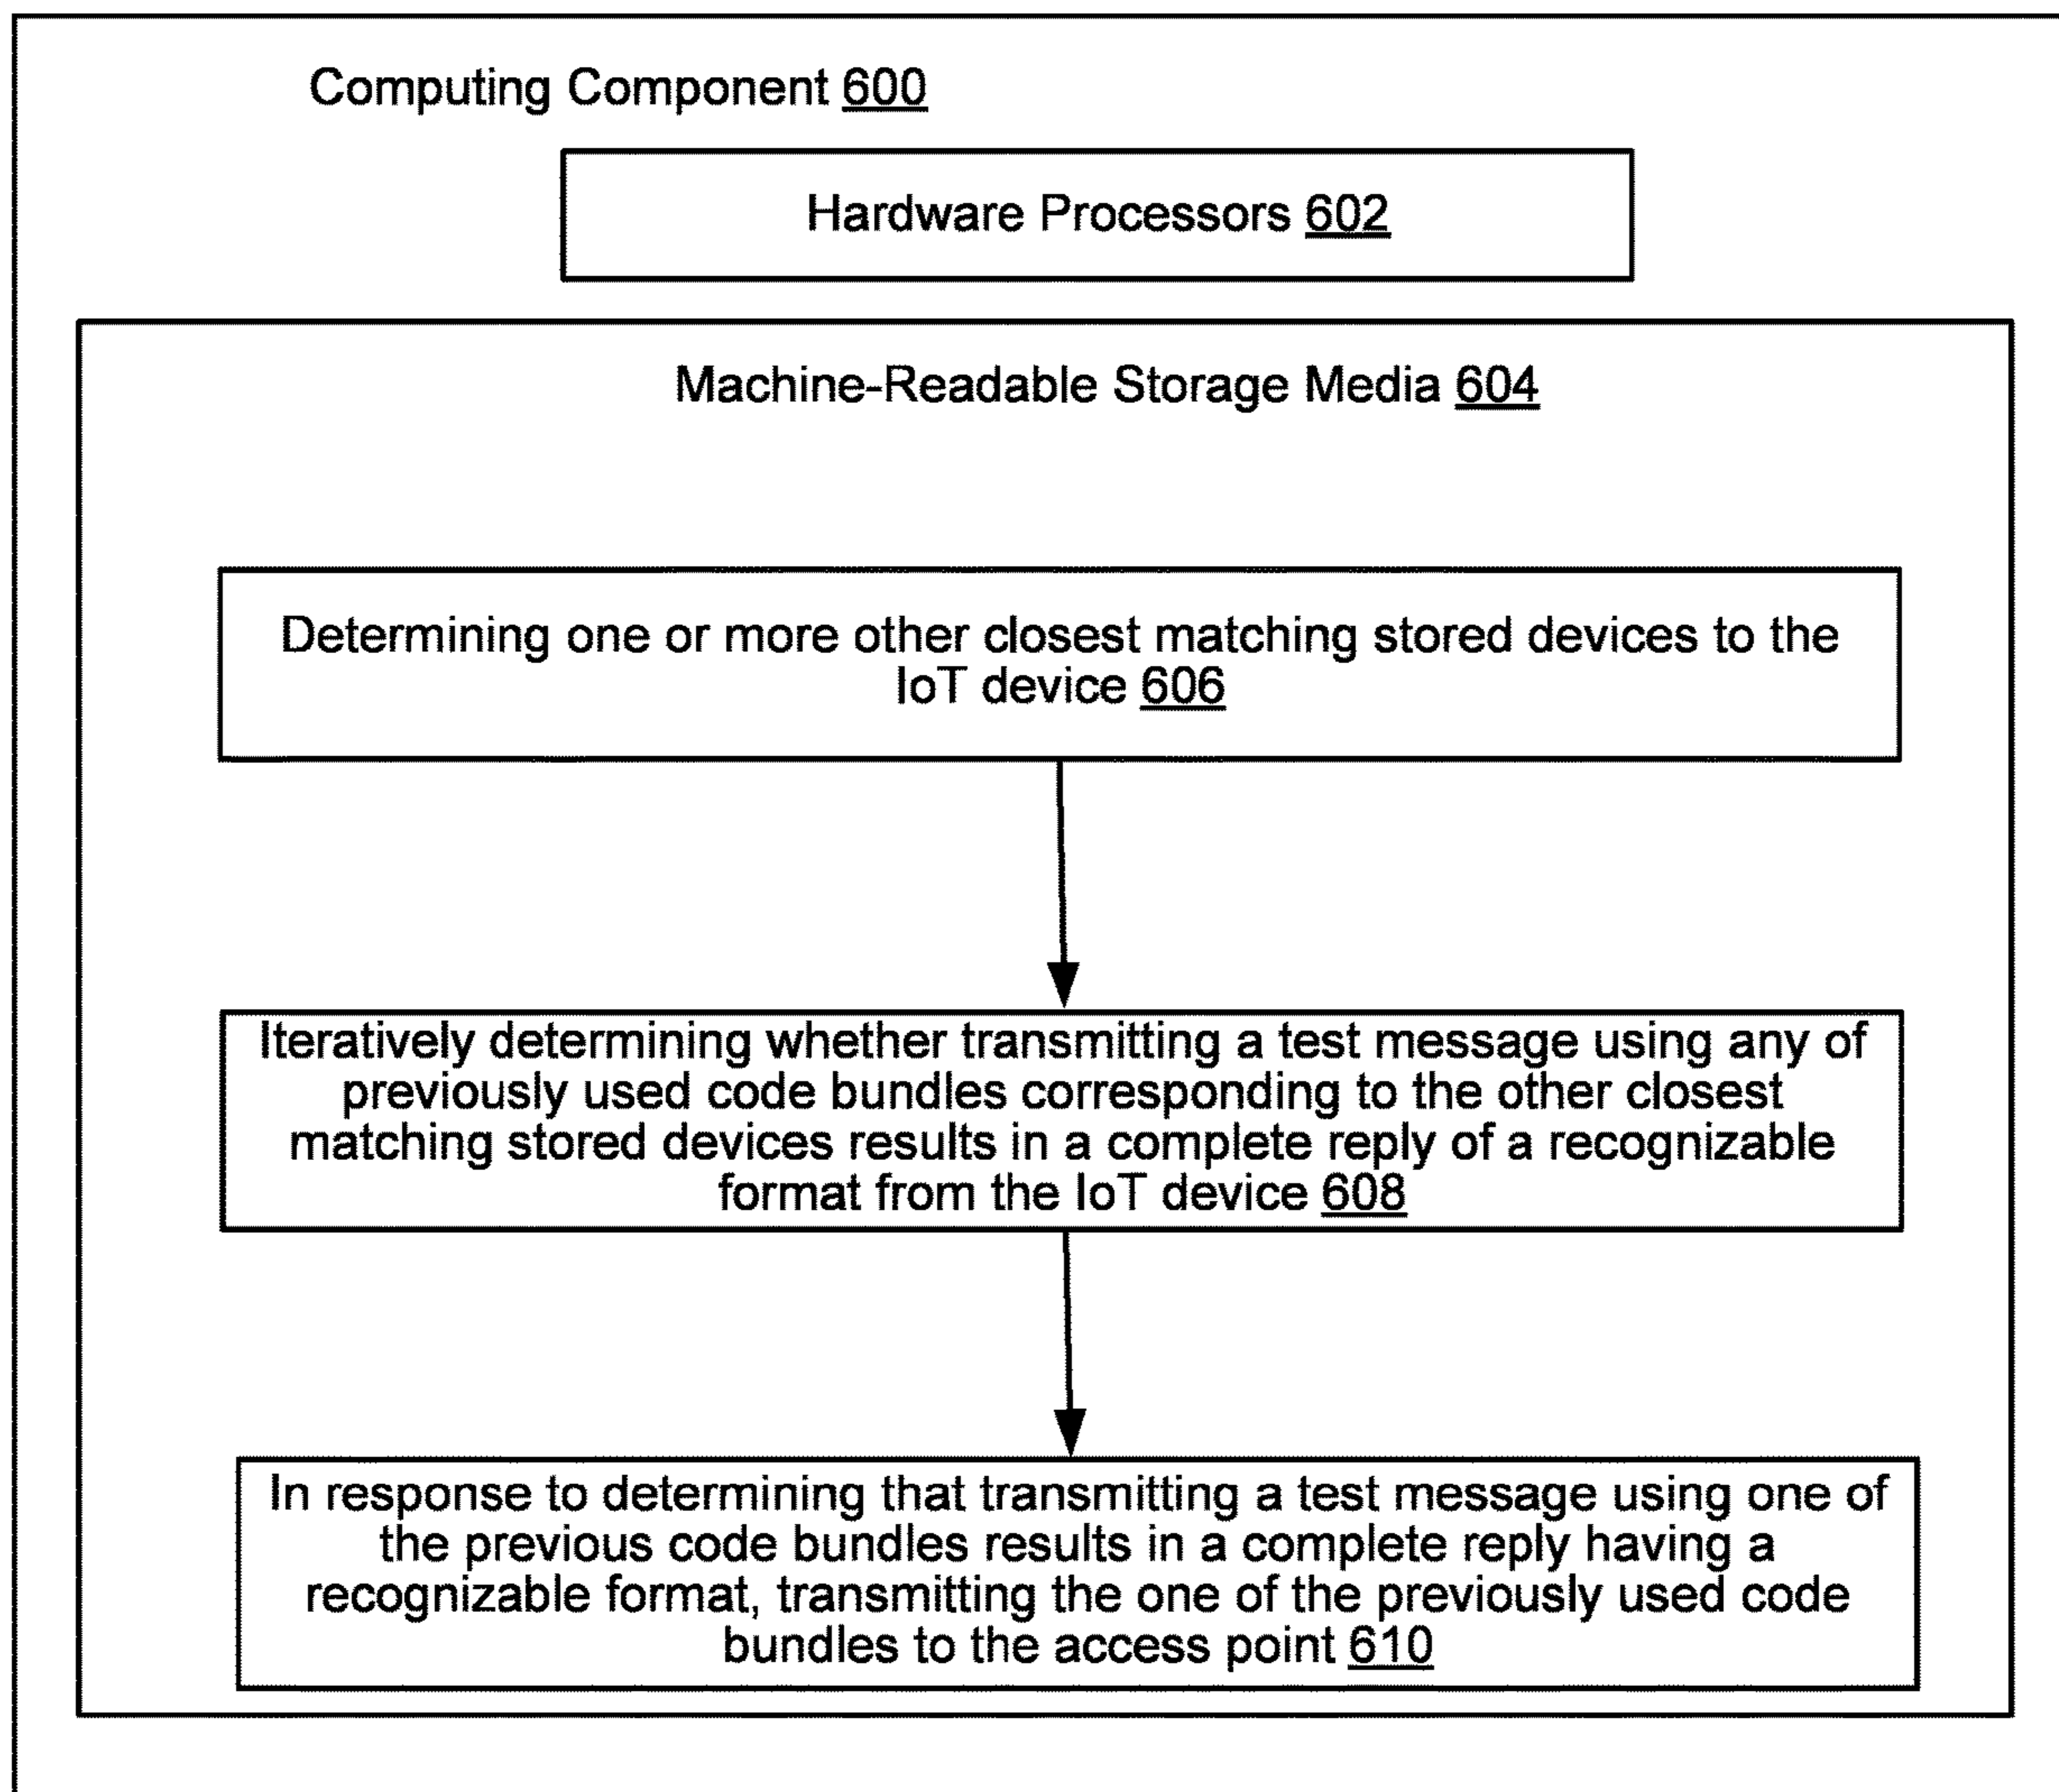 Computing Component 600
Hardware Processors 602
Machine-Readable Storage Media 604
Determining one or more other closest matching stored devices to the
IoT device 606
Iteratively determining whether transmitting a test message using any of
previously used code bundles corresponding to the other closest
matching stored devices results in a complete reply of a recognizable
format from the IoT device 608
In response to determining that transmitting a test message using one of
the previous code bundles results in a complete reply having a
recognizable format, transmitting the one of the previously used code
bundles to the access point 610